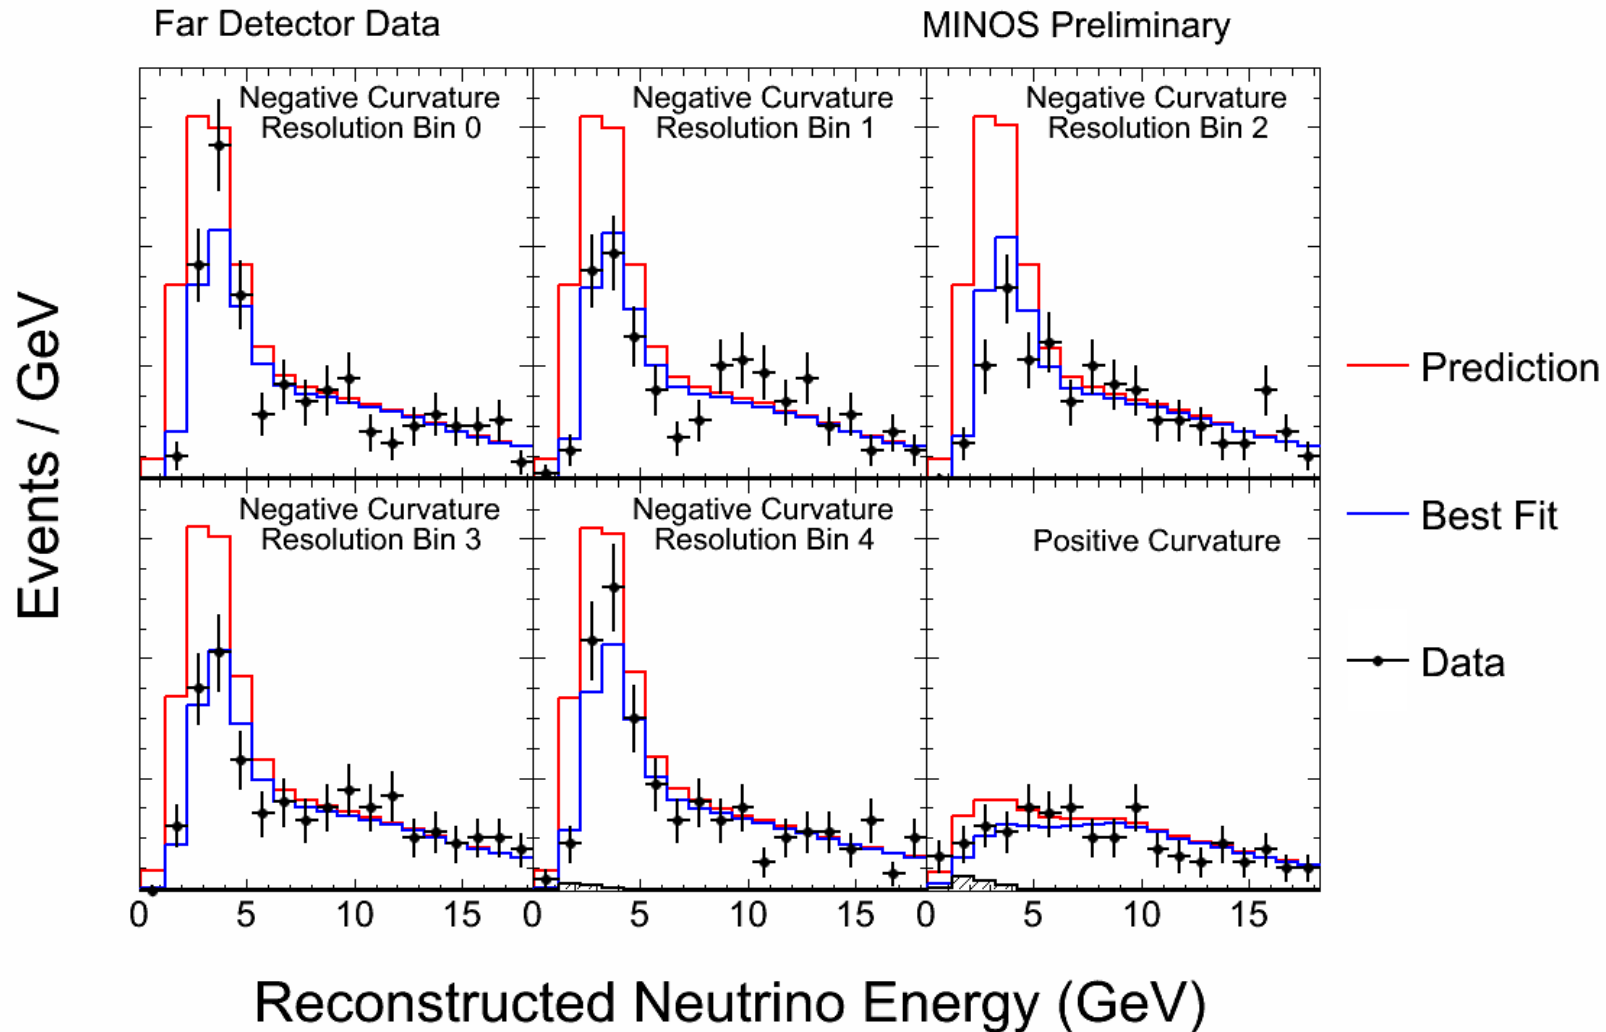 Far Detector Data
MINOS Preliminary
Events / GeV
Negative Curvature
Resolution Bin 0
Negative Curvature
Resolution Bin 1
Negative Curvature
Resolution Bin 2
Negative Curvature
Resolution Bin 3
Negative Curvature
Resolution Bin 4
Positive Curvature
Prediction
Best Fit
Data
0 5 10 15 0 5 10 15 0 5 10 15
Reconstructed Neutrino Energy (GeV)